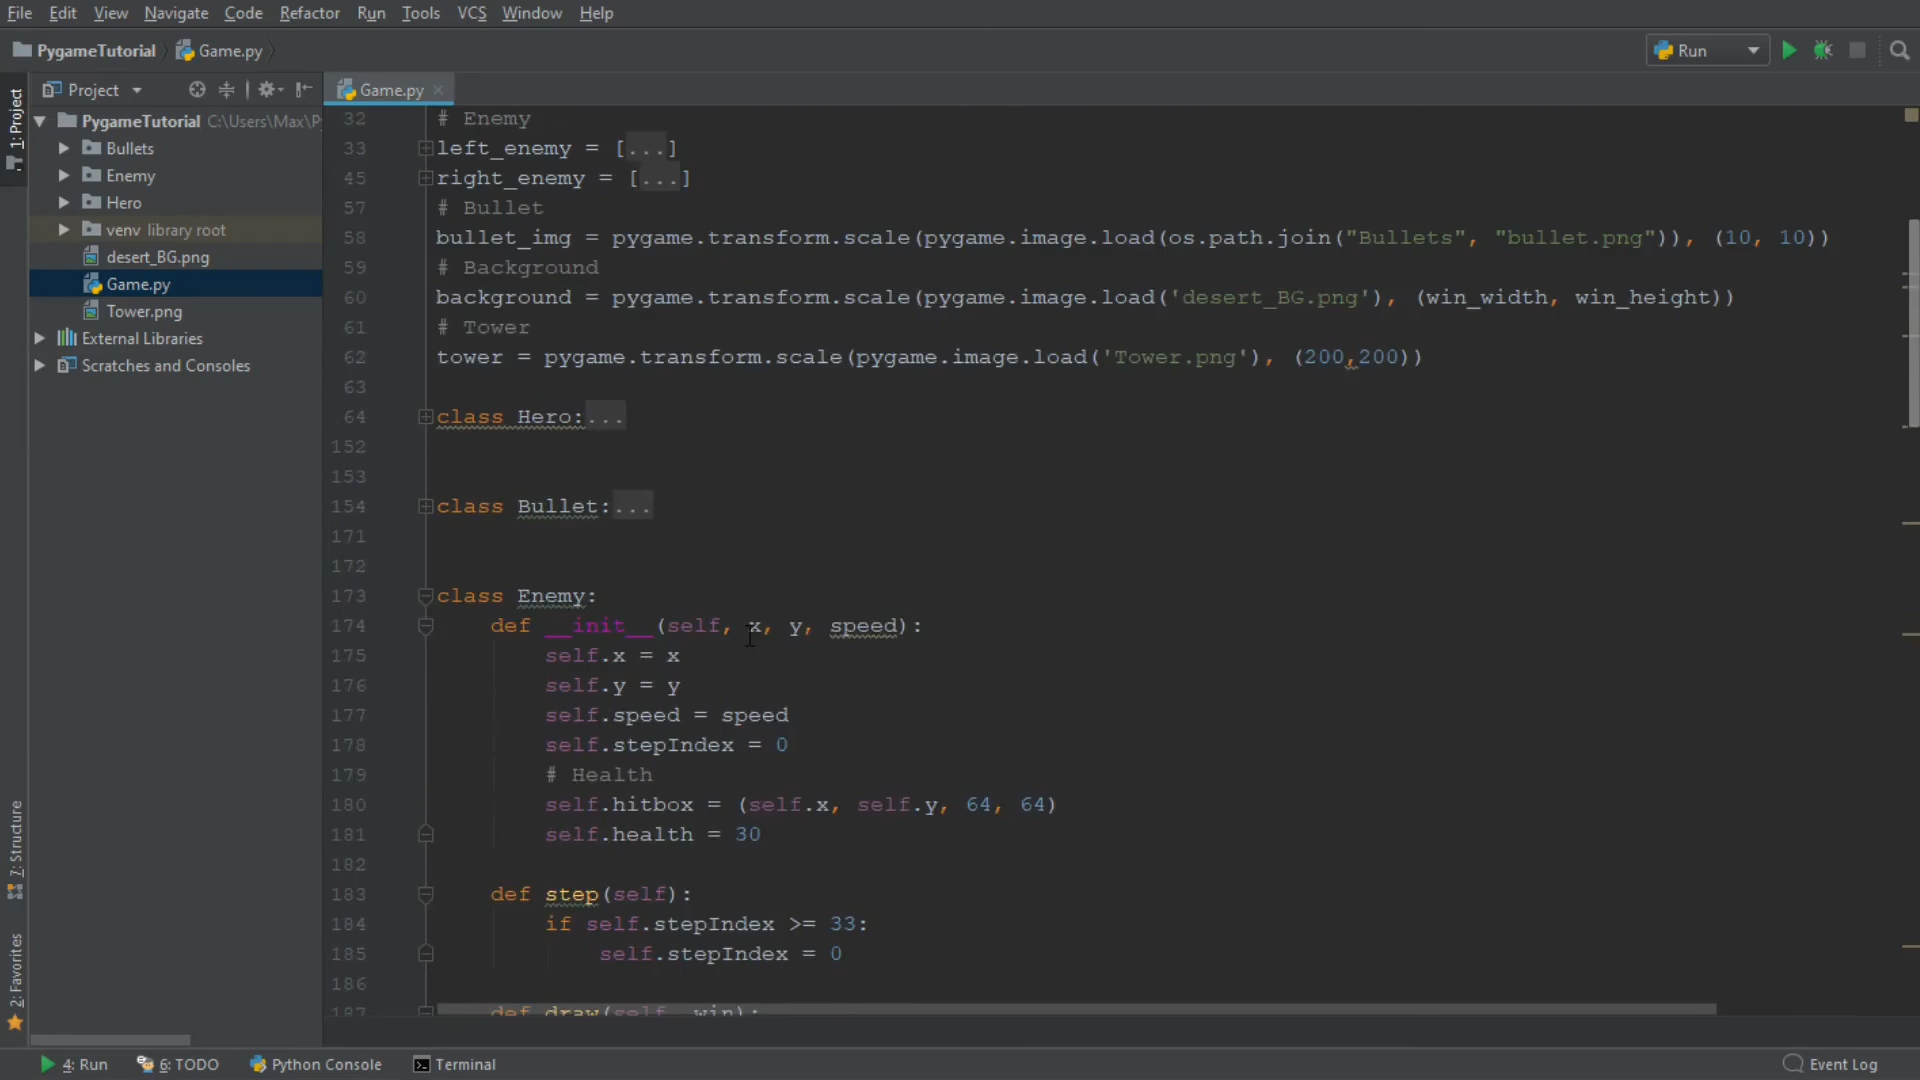 File Edit View Navigate Code Refactor Run Tools VCS Window Help
PygameTutorial Game.py Run
1: Project
Project
Game.py
PygameTutorial C:\Users\Max\P
Bullets
Enemy
Hero
venv library root
desert_BG.png
Game.py
Tower.png
External Libraries
Scratches and Consoles
7: Structure
2: Favorites
32 # Enemy
33 left_enemy = [...]
45 right_enemy = [...]
57 # Bullet
58 bullet_img = pygame.transform.scale(pygame.image.load(os.path.join("Bullets", "bullet.png")), (10, 10))
59 # Background
60 background = pygame.transform.scale(pygame.image.load('desert_BG.png'), (win_width, win_height))
61 # Tower
62 tower = pygame.transform.scale(pygame.image.load('Tower.png'), (200,200))
63
64 class Hero:...
152
153
154 class Bullet:...
171
172
173 class Enemy:
174 def __init__(self, x, y, speed):
175 self.x = x
176 self.y = y
177 self.speed = speed
178 self.stepIndex = 0
179 # Health
180 self.hitbox = (self.x, self.y, 64, 64)
181 self.health = 30
182
183 def step(self):
184 if self.stepIndex >= 33:
185 self.stepIndex = 0
186
187 def draw(self, win):
4: Run 6: TODO Python Console Terminal Event Log